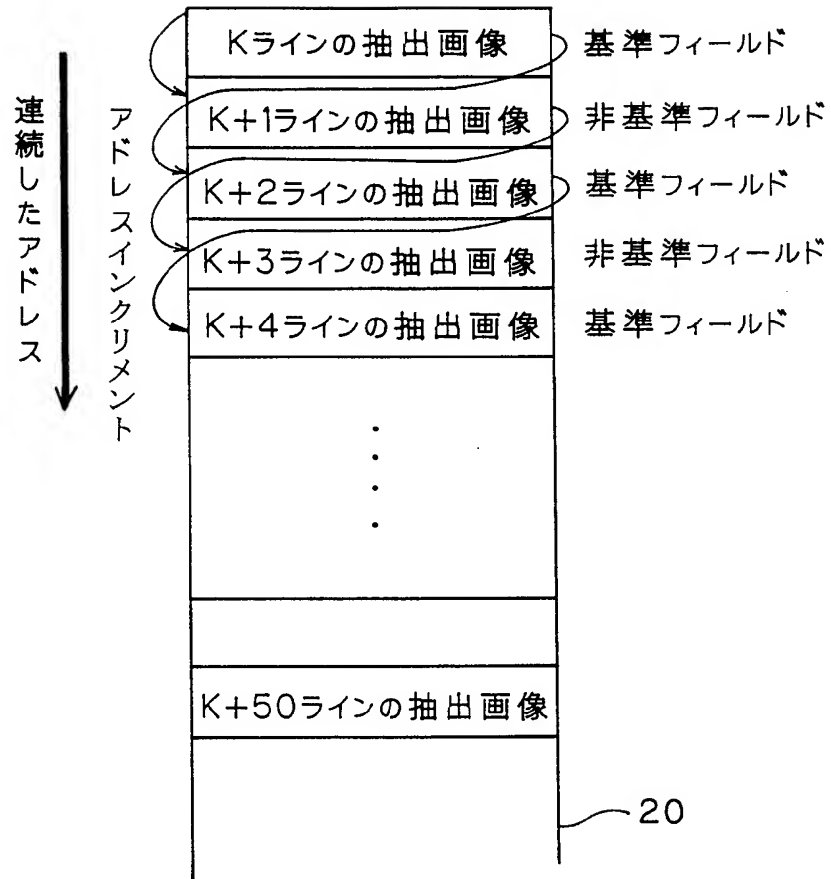 連続したアドレス
アドレスインクリメント
Kラインの抽出画像 基準フィールド
K+1ラインの抽出画像 非基準フィールド
K+2ラインの抽出画像 基準フィールド
K+3ラインの抽出画像 非基準フィールド
K+4ラインの抽出画像 基準フィールド
K+50ラインの抽出画像
20